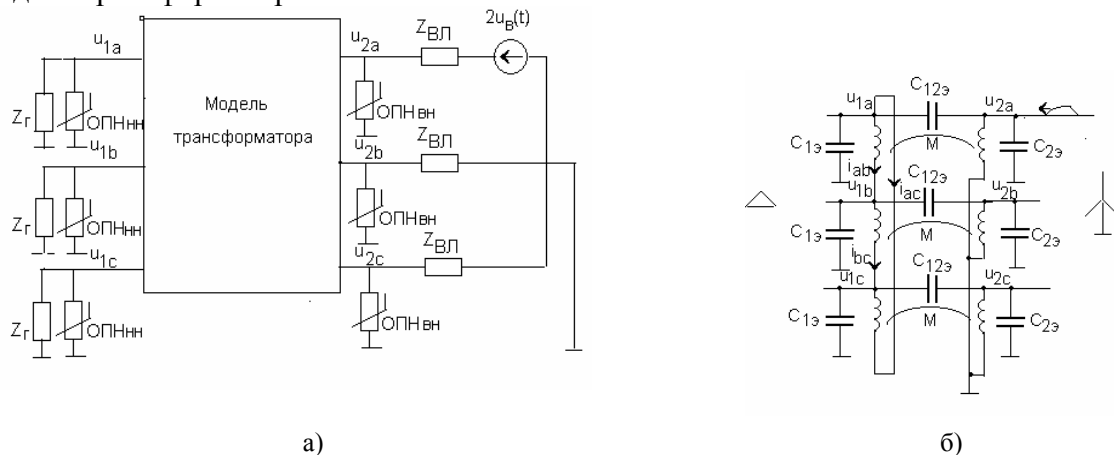 u1a
Zг
ОПНнн
u1b
Zг
ОПНнн
u1c
Zг
ОПНнн
Модель
трансформатора
u2a
ZВЛ
2uB(t)
ОПНвн
u2b
ZВЛ
ОПНвн
u2c
ZВЛ
ОПНвн
а)
u1a
C12э
u2a
C1э
M
C2э
iab
u1b
iac
C12э
u2b
C1э
M
C2э
ibc
u1c
C12э
u2c
C1э
M
C2э
б)